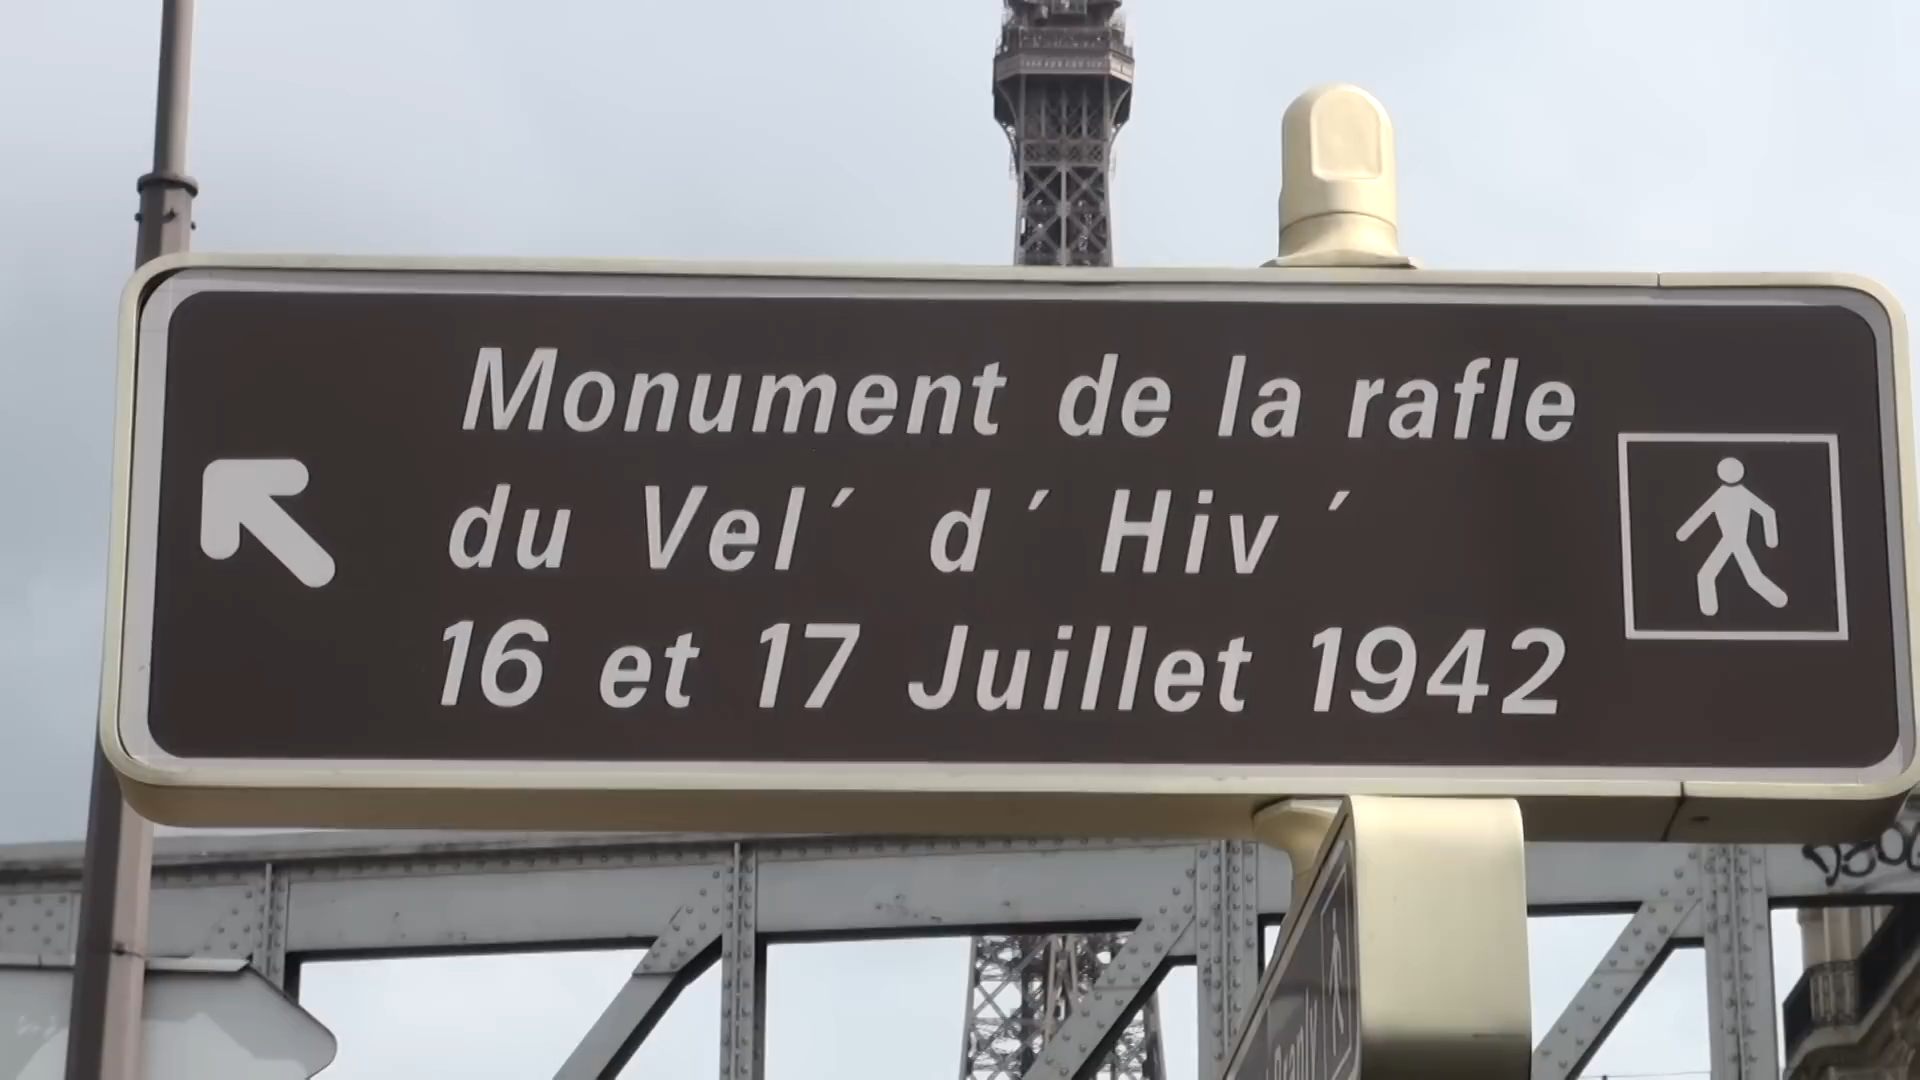 Monument de la rafle
du Vel´ d´ Hiv´
16 et 17 Juillet 1942